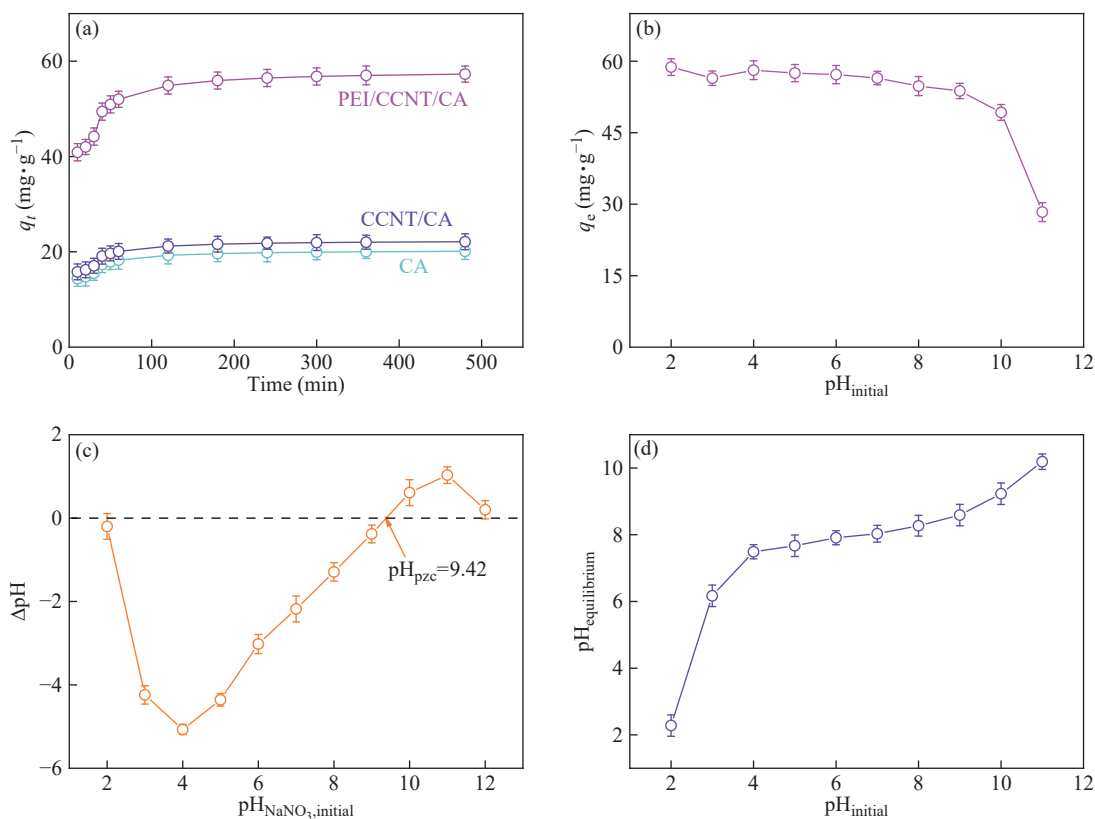 (a)
60
40
20
0
q_t (mg•g⁻¹)
PEI/CCNT/CA
CCNT/CA
CA
0 100 200 300 400 500
Time (min)
(b)
60
45
30
15
0
q_e (mg•g⁻¹)
2 4 6 8 10 12
pH_initial
(c)
2
0
−2
−4
−6
ΔpH
pH_pzc=9.42
2 4 6 8 10 12
pH_NaNO₃,initial
(d)
10
8
6
4
2
pH_equilibrium
2 4 6 8 10 12
pH_initial